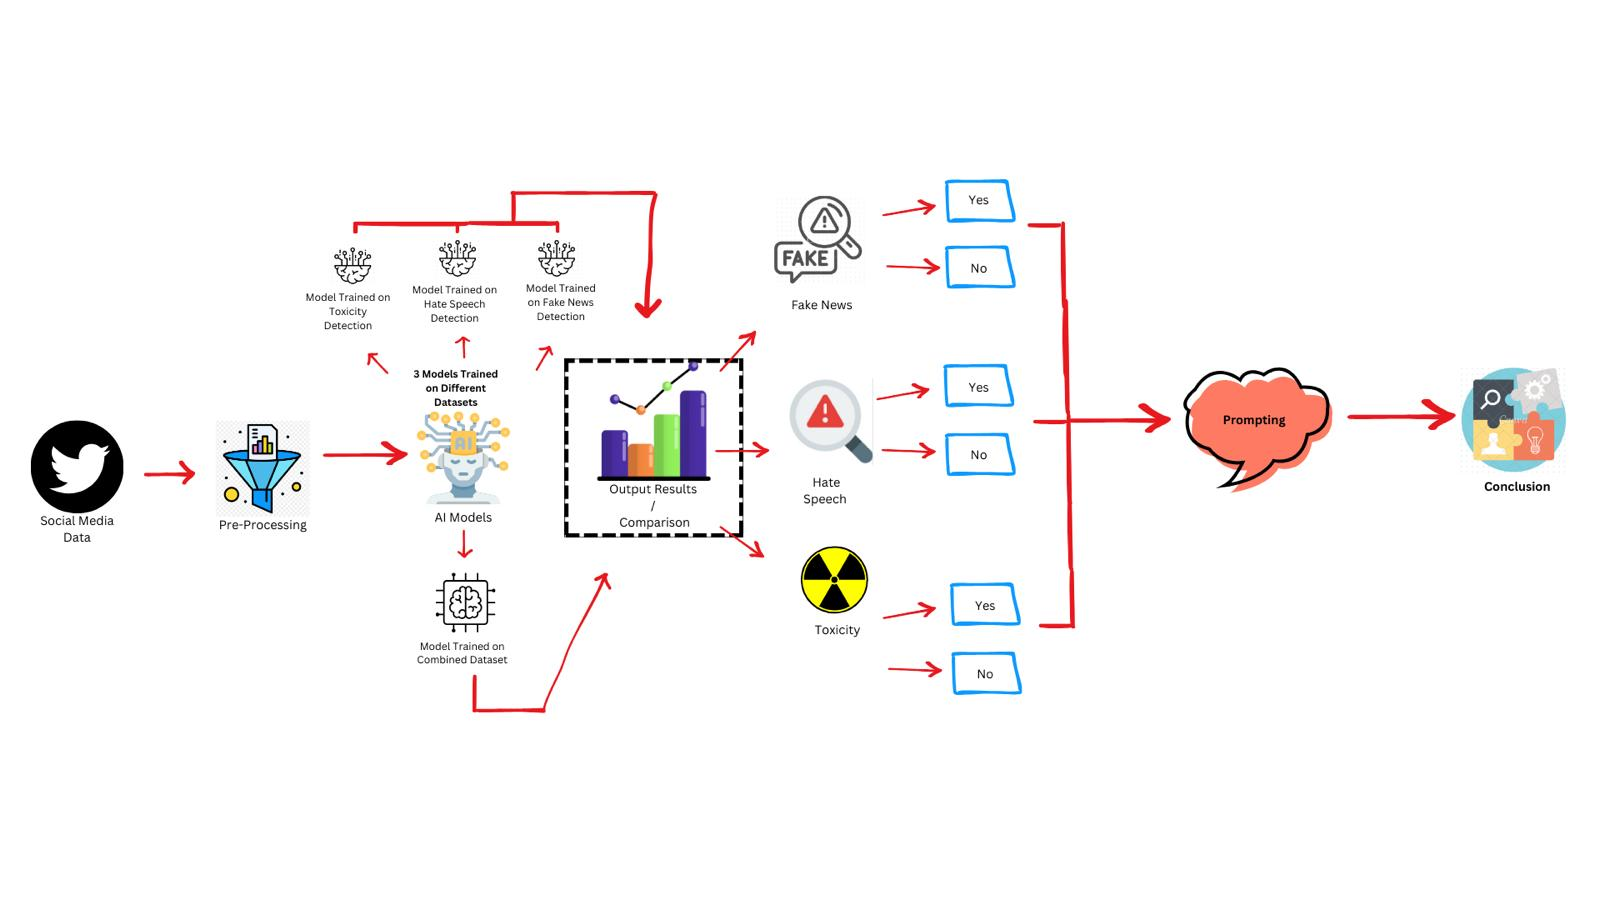 Social Media
Data
Pre-Processing
Model Trained on
Toxicity
Detection
Model Trained on
Hate Speech
Detection
Model Trained
on Fake News
Detection
3 Models Trained
on Different
Datasets
AI
AI Models
Model Trained on
Combined Dataset
Output Results
/
Comparison
FAKE
Fake News
Yes
No
Hate
Speech
Yes
No
Toxicity
Yes
No
Prompting
Conclusion